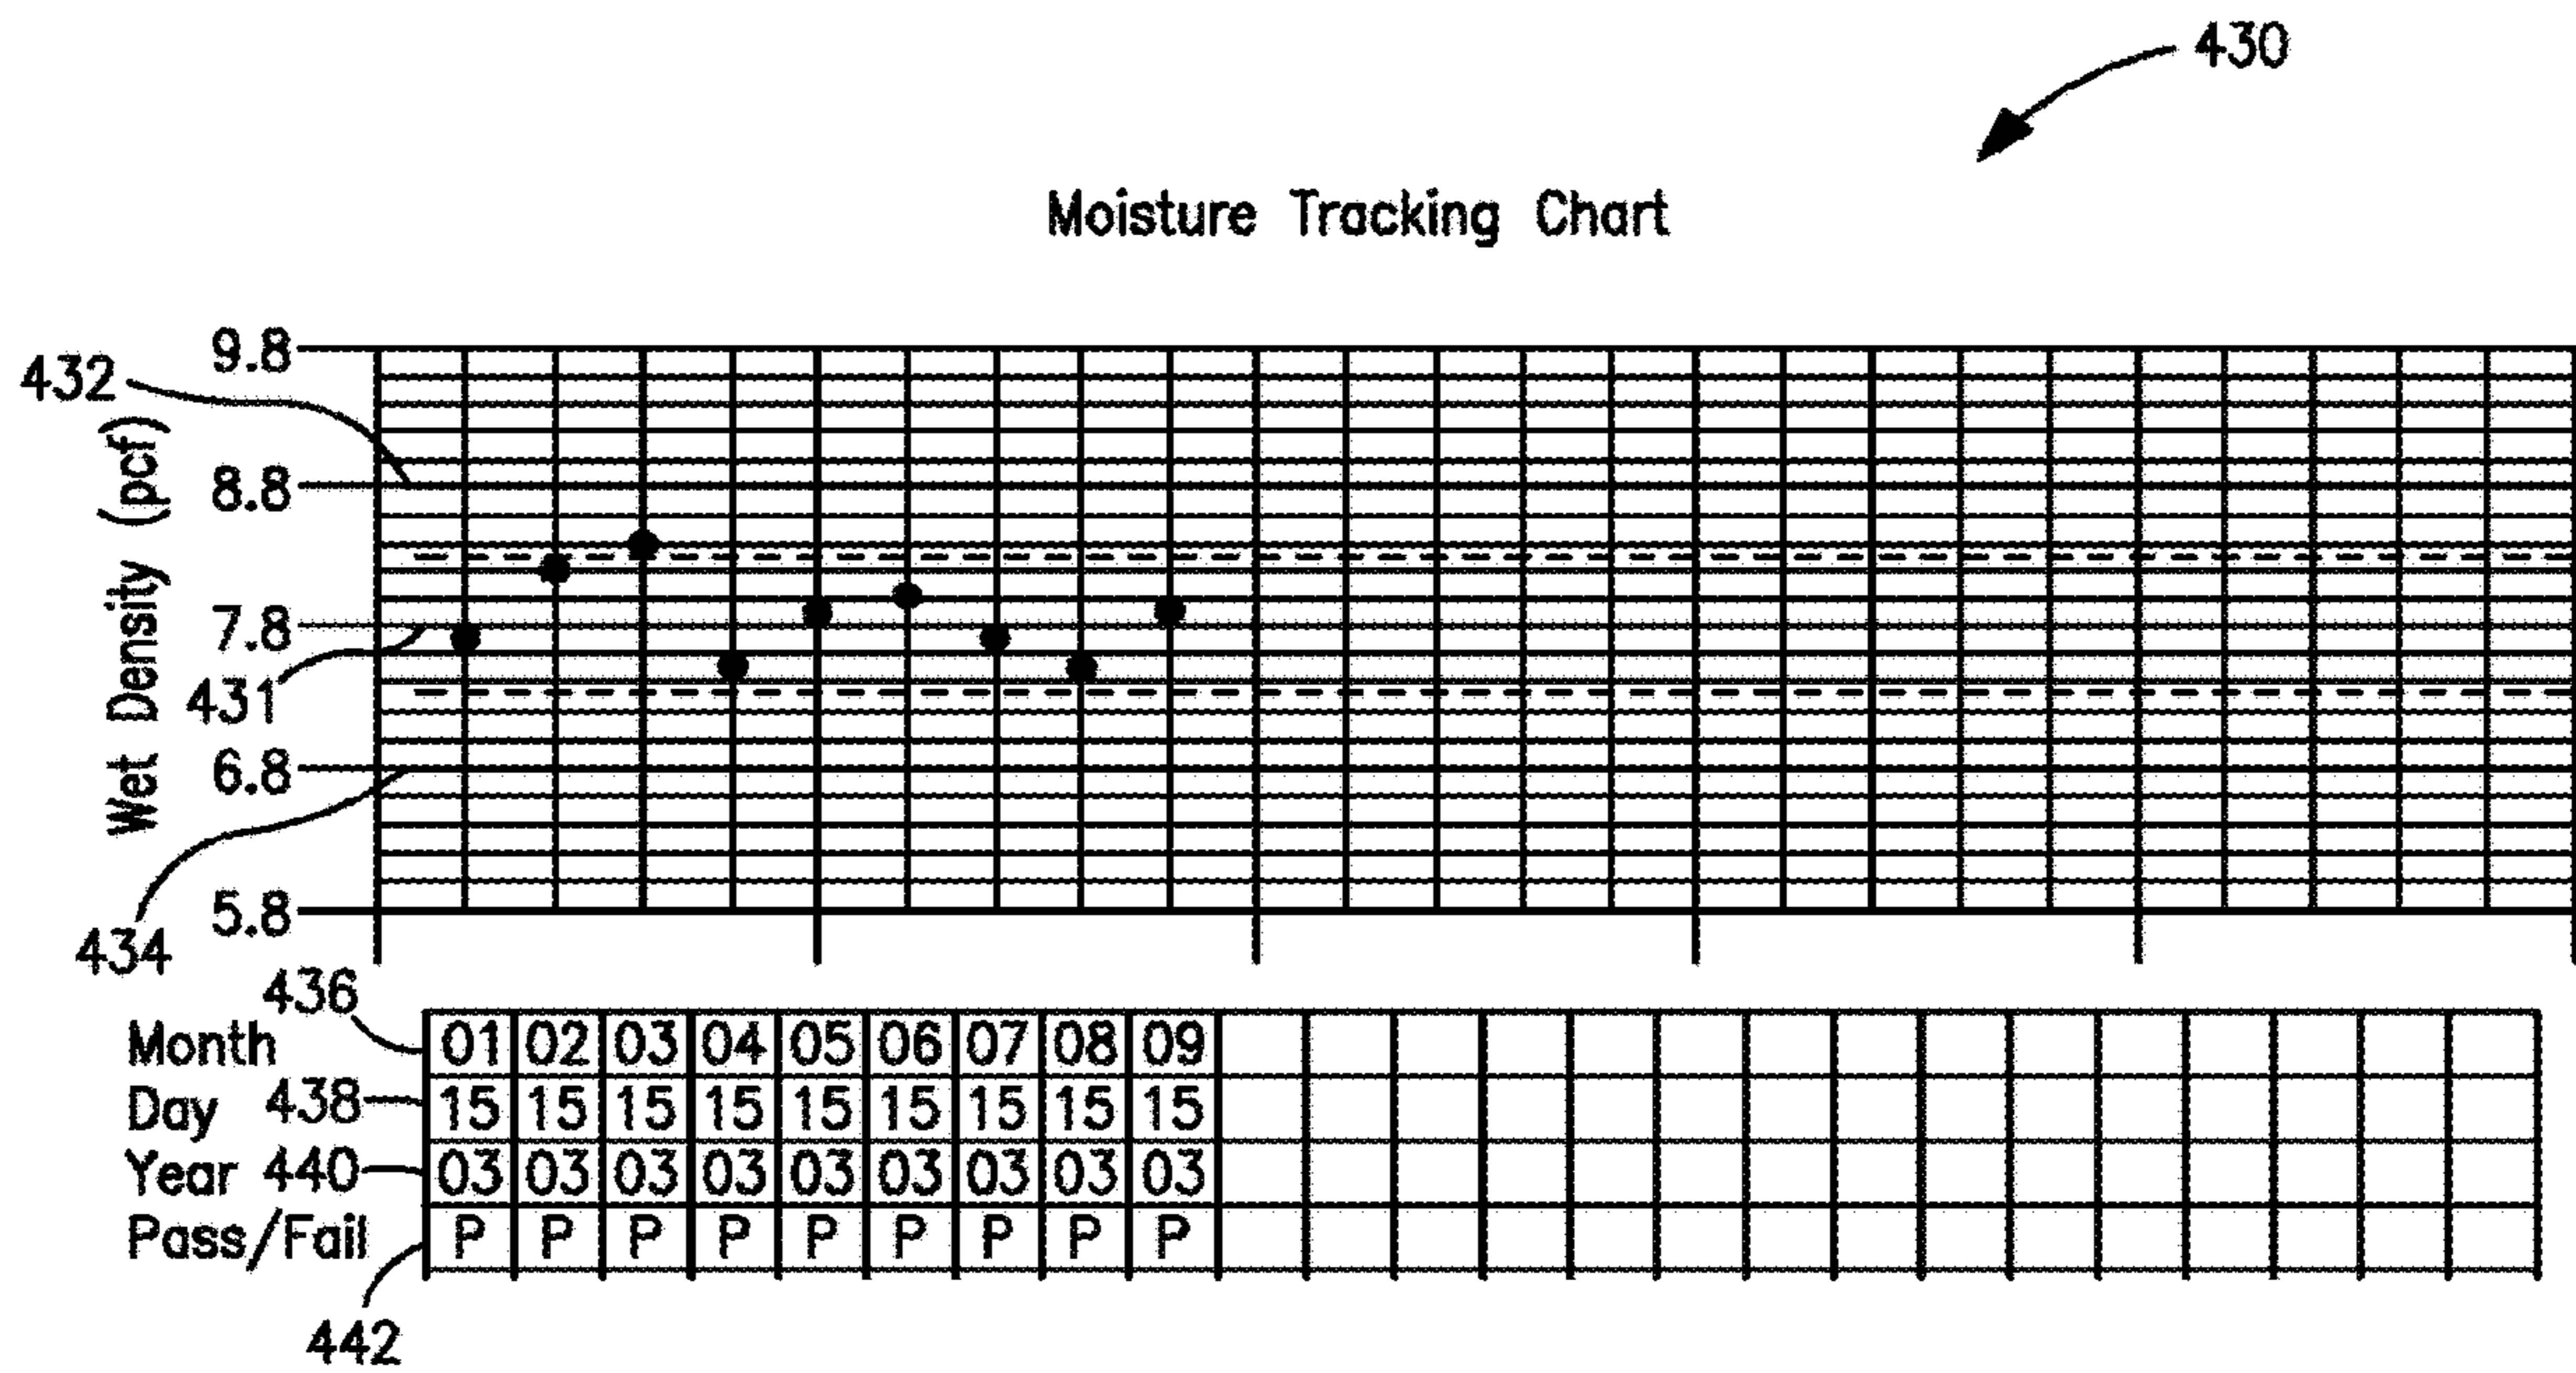 430
Moisture Tracking Chart
9.8
432
8.8
Wet Density (pcf)
7.8
431
6.8
5.8
434
436
Month 01 02 03 04 05 06 07 08 09
Day 438 15 15 15 15 15 15 15 15 15
Year 440 03 03 03 03 03 03 03 03 03
Pass/Fail P P P P P P P P P
442